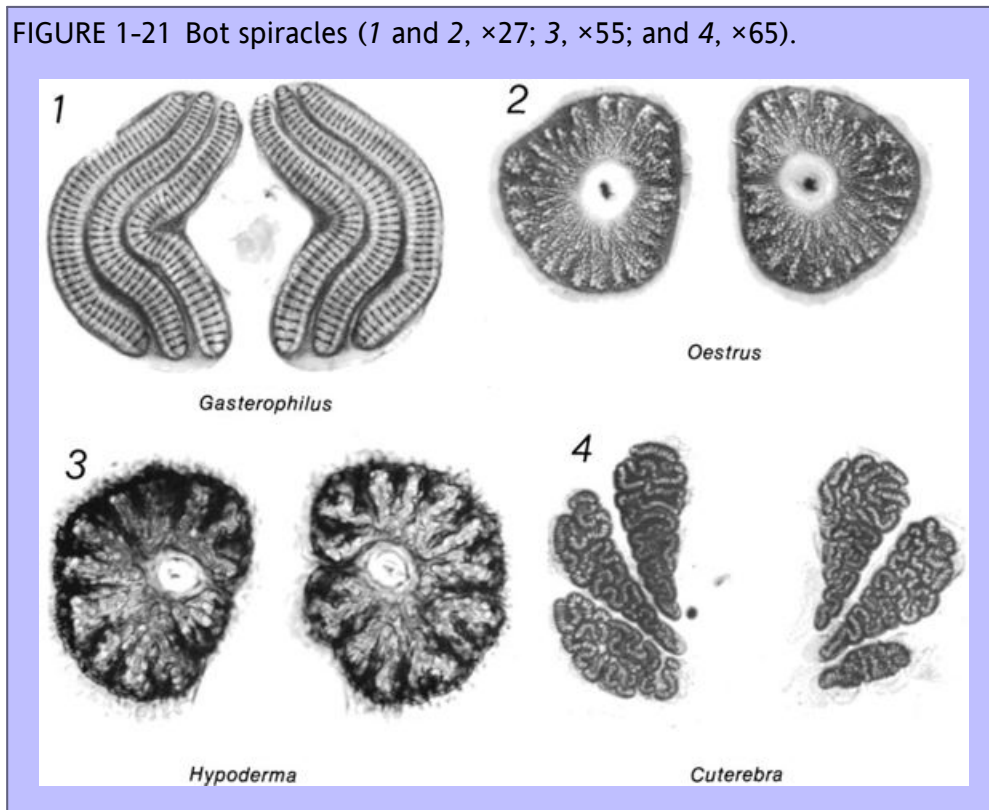 FIGURE 1-21 Bot spiracles (1 and 2, ×27; 3, ×55; and 4, ×65).
1
2
Oestrus
Gasterophilus
3
4
Hypoderma
Cuterebra